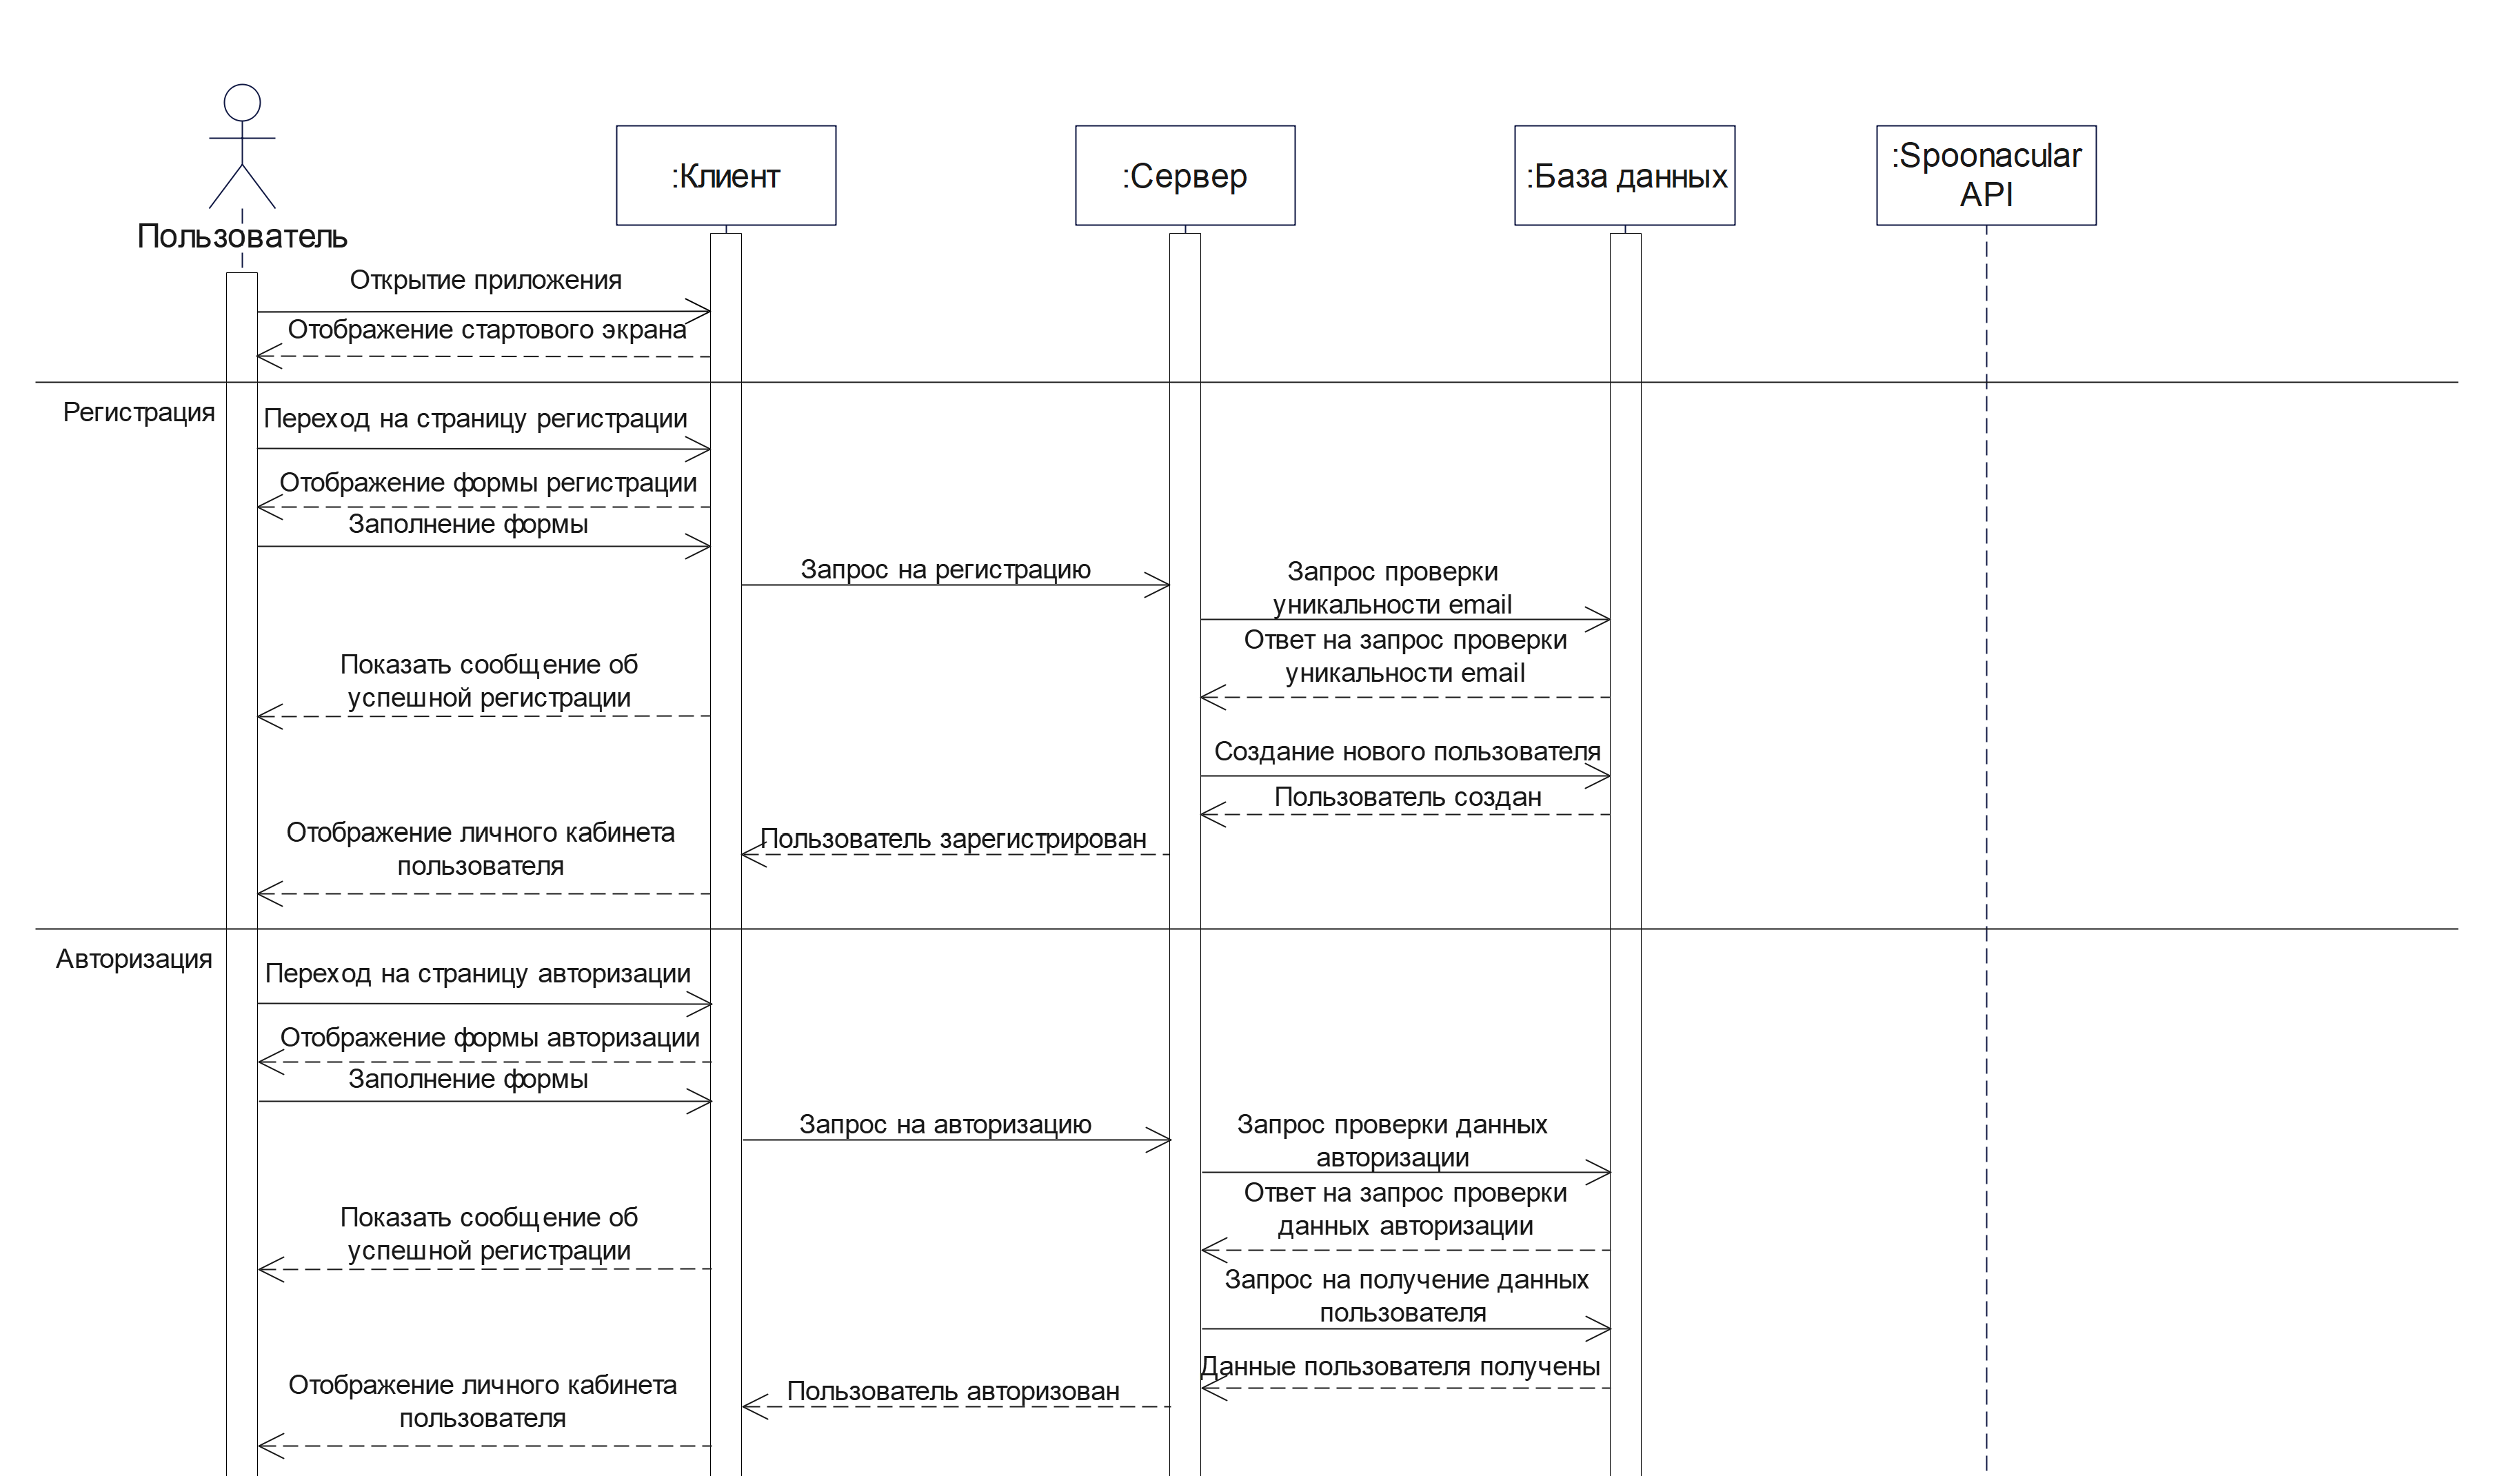 :Клиент
:Сервер
:База данных
:Spoonacular
API
Пользователь
Открытие приложения
Отображение стартового экрана
Регистрация
Переход на страницу регистрации
Отображение формы регистрации
Заполнение формы
Запрос на регистрацию
Запрос проверки
уникальности email
Ответ на запрос проверки
уникальности email
Показать сообщение об
успешной регистрации
Создание нового пользователя
Пользователь создан
Пользователь зарегистрирован
Отображение личного кабинета
пользователя
Авторизация
Переход на страницу авторизации
Отображение формы авторизации
Заполнение формы
Запрос на авторизацию
Запрос проверки данных
авторизации
Ответ на запрос проверки
данных авторизации
Показать сообщение об
успешной регистрации
Запрос на получение данных
пользователя
Данные пользователя получены
Пользователь авторизован
Отображение личного кабинета
пользователя